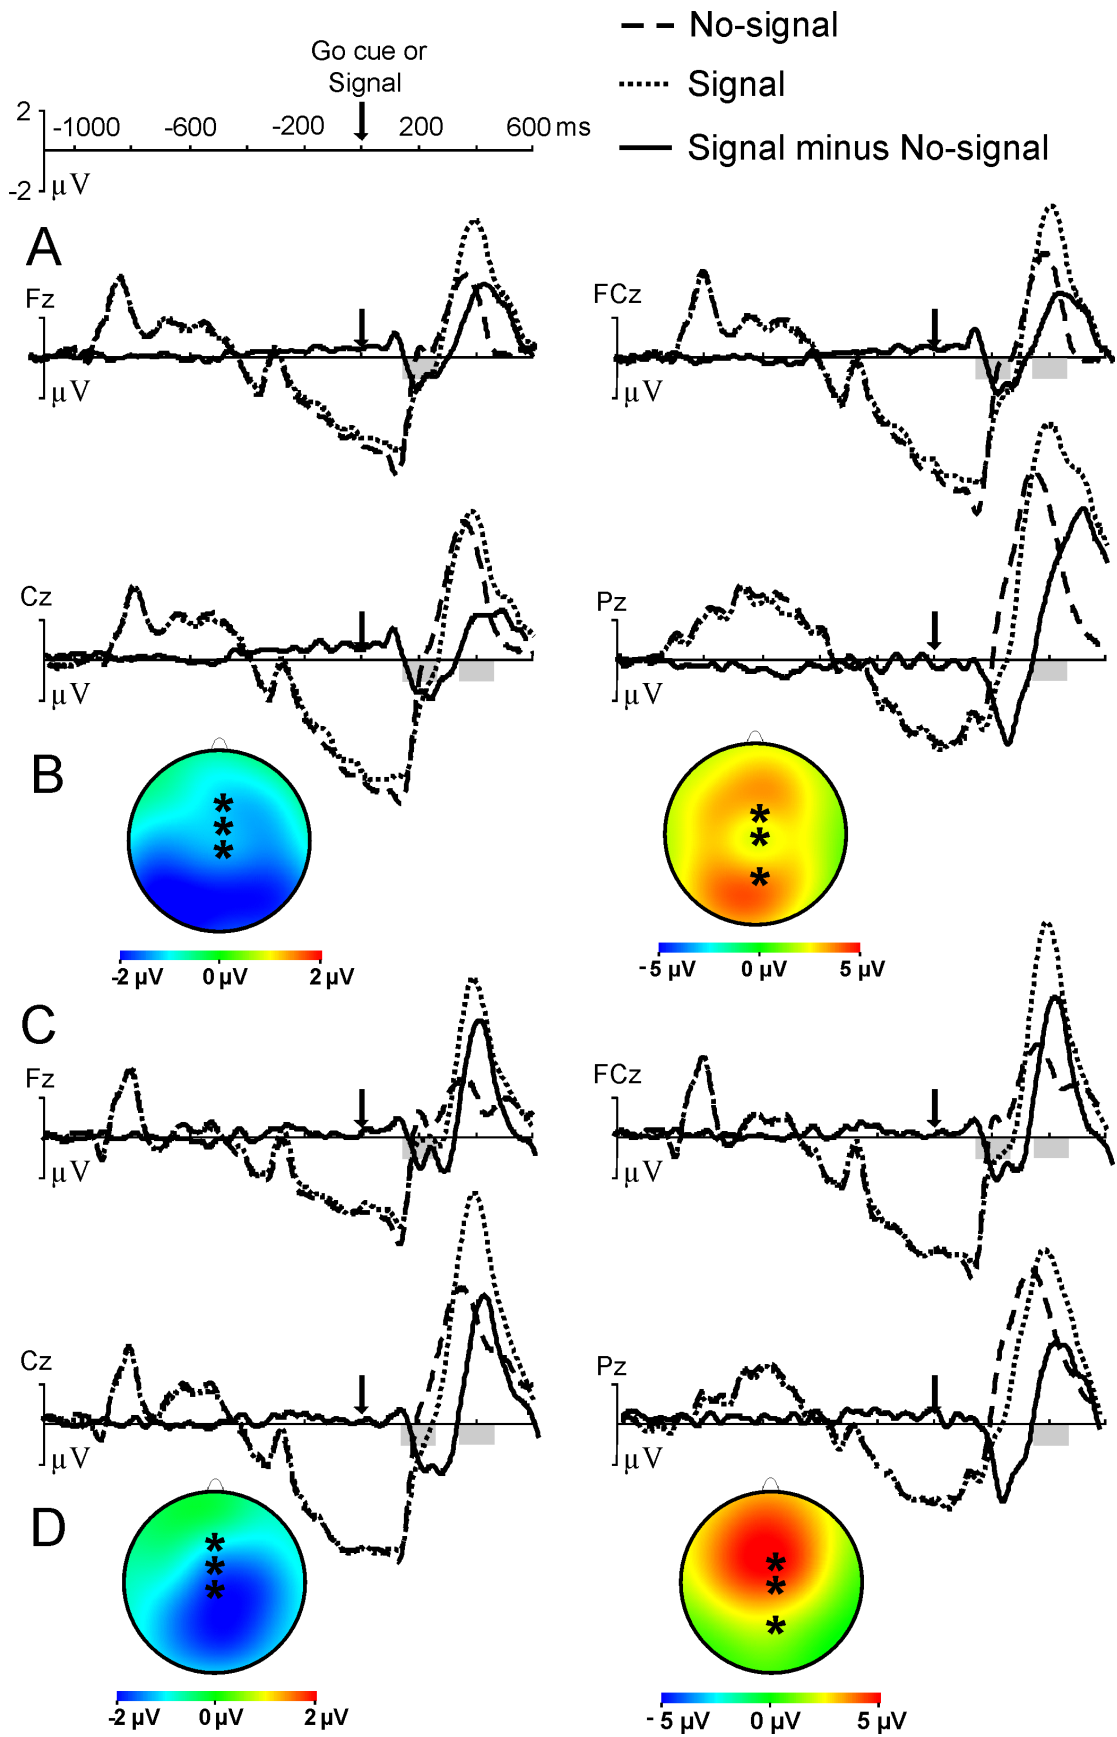 No-signal
Go cue or
Signal
Signal
2
-1000 -600 -200 200 600 ms
Signal minus No-signal
-2 µV
A
Fz
FCz
µV
µV
Cz
Pz
µV
µV
B
*
*
*
*
*
*
-2 µV 0 µV 2 µV
-5 µV 0 µV 5 µV
C
Fz
FCz
µV
µV
Cz
Pz
µV
µV
D
*
*
*
*
*
*
-2 µV 0 µV 2 µV
-5 µV 0 µV 5 µV